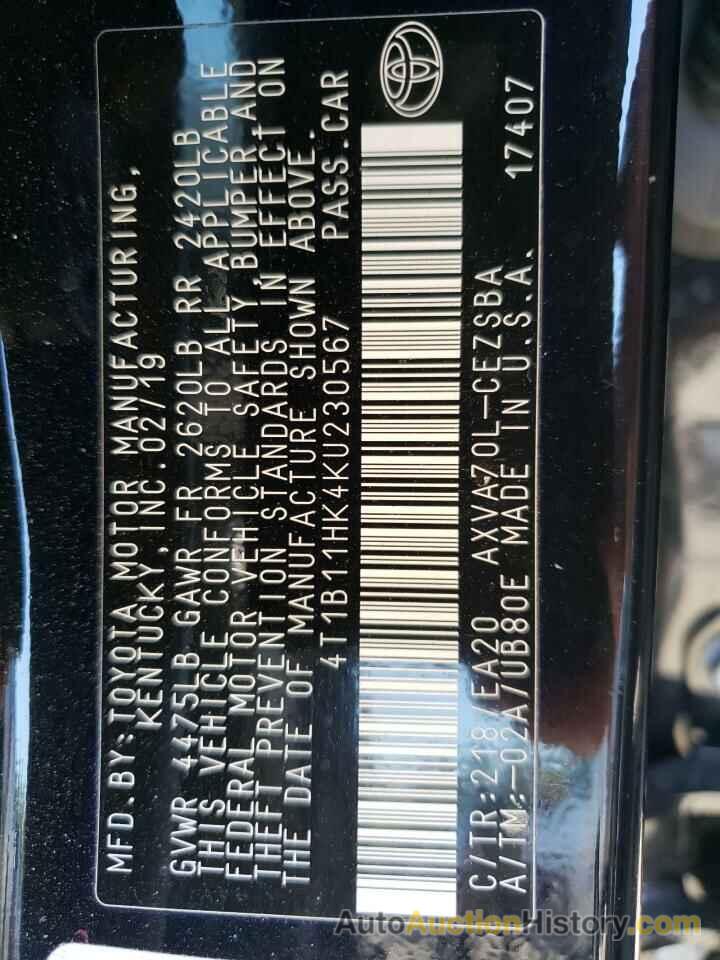 MFD.BY:TOYOTA MOTOR MANUFACTURING,
KENTUCKY, INC.02/19
GVWR 4475LB GAWR FR 2620LB RR 2420LB
THIS VEHICLE CONFORMS TO ALL APPLICABLE
FEDERAL MOTOR VEHICLE SAFETY,BUMPER AND
THEFT PREVENTION STANDARDS IN EFFECT ON
THE DATE OF MANUFACTURE SHOWN ABOVE.
4T1B11HK4KU230567 PASS.CAR
C/TR:218 /EA20 AXVA70L-CEZSBA 17407
A/TM:-02A/UB80E MADE IN U.S.A.
AutoAuctionHistory.com